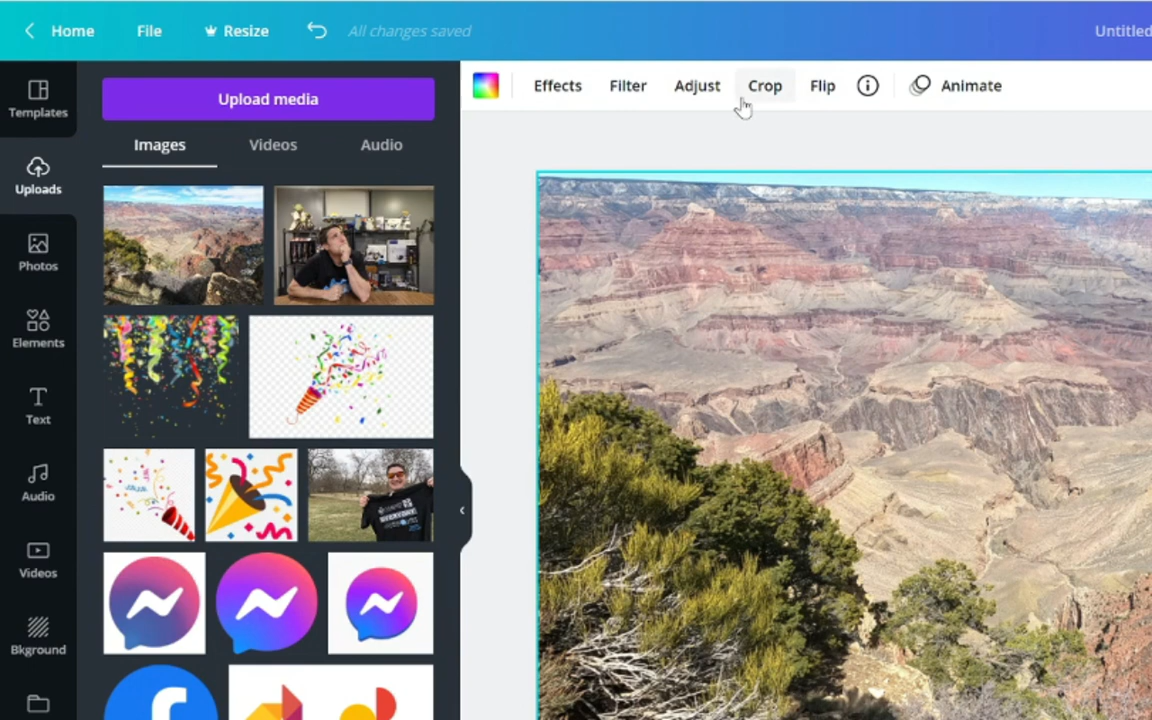 Home File Resize All changes saved Untitled
Templates
Uploads
Photos
Elements
Text
Audio
Videos
Bkground
Upload media
Images Videos Audio
Effects Filter Adjust Crop Flip Animate